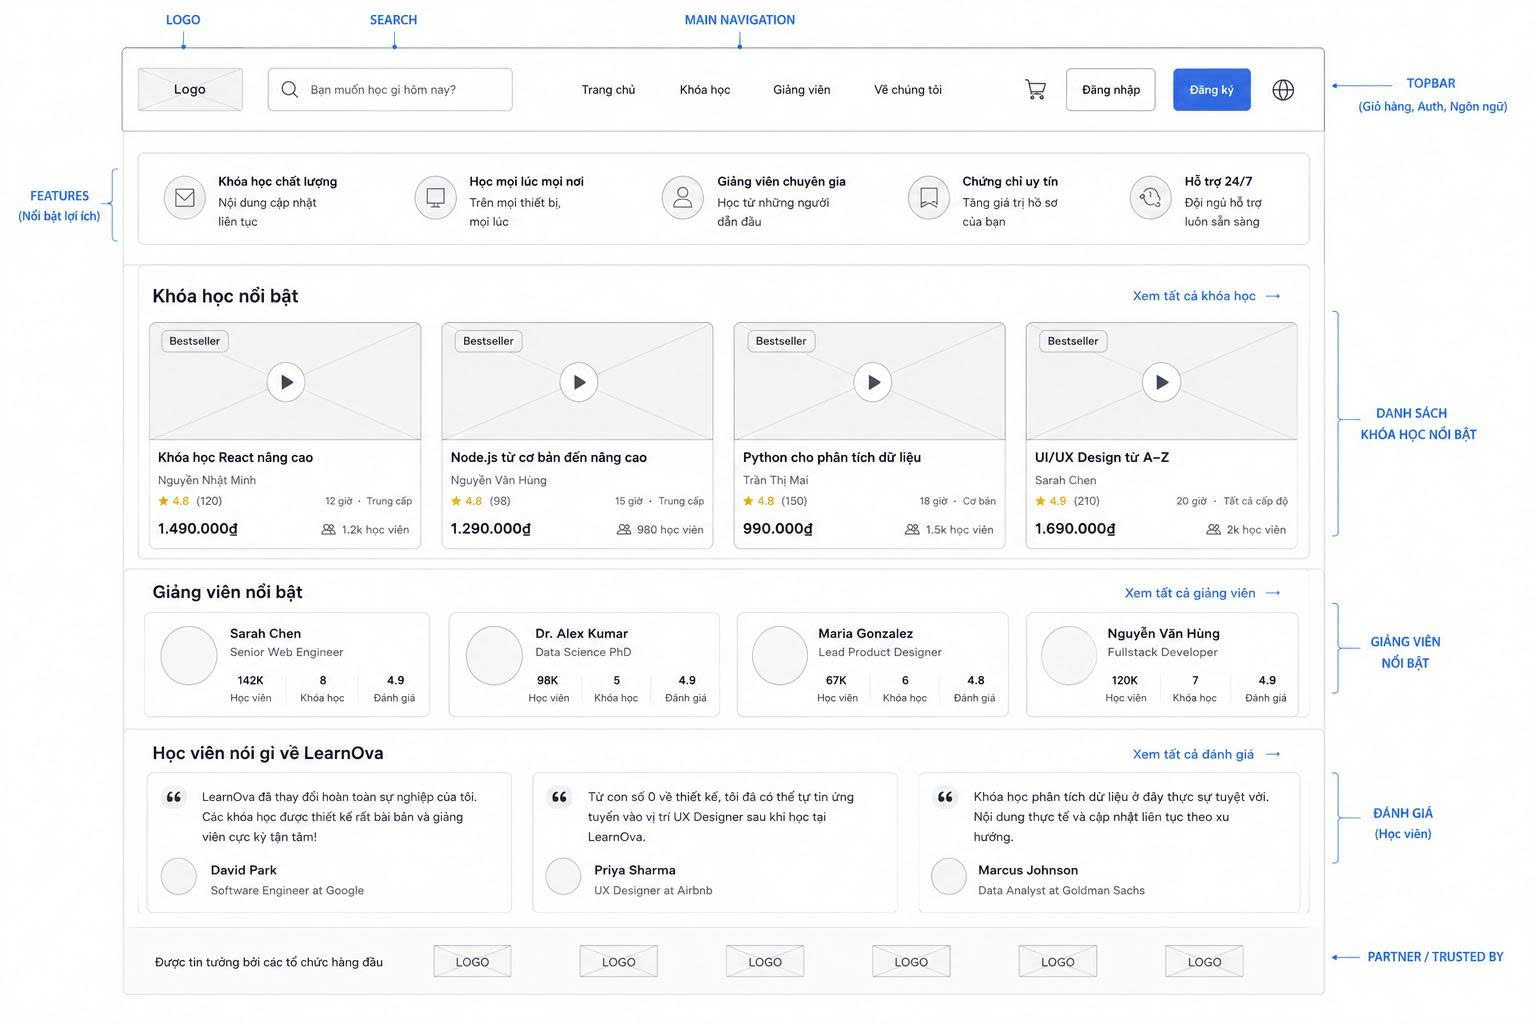 LOGO
SEARCH
MAIN NAVIGATION
Logo
Bạn muốn học gì hôm nay?
Trang chủ
Khóa học
Giảng viên
Về chúng tôi
Đăng nhập
Đăng ký
TOPBAR
(Giỏ hàng, Auth, Ngôn ngữ)
FEATURES
(Nổi bật lợi ích)
Khóa học chất lượng
Nội dung cập nhật
liên tục
Học mọi lúc mọi nơi
Trên mọi thiết bị,
mọi lúc
Giảng viên chuyên gia
Học từ những người
dẫn đầu
Chứng chỉ uy tín
Tăng giá trị hồ sơ
của bạn
Hỗ trợ 24/7
Đội ngũ hỗ trợ
luôn sẵn sàng
Khóa học nổi bật
Xem tất cả khóa học →
Bestseller
Khóa học React nâng cao
Nguyễn Nhật Minh
★ 4.8 (120) 12 giờ · Trung cấp
1.490.000₫ 1.2k học viên
Bestseller
Node.js từ cơ bản đến nâng cao
Nguyễn Văn Hùng
★ 4.8 (98) 15 giờ · Trung cấp
1.290.000₫ 980 học viên
Bestseller
Python cho phân tích dữ liệu
Trần Thị Mai
★ 4.8 (150) 18 giờ · Cơ bản
990.000₫ 1.5k học viên
Bestseller
UI/UX Design từ A–Z
Sarah Chen
★ 4.9 (210) 20 giờ · Tất cả cấp độ
1.690.000₫ 2k học viên
DANH SÁCH
KHÓA HỌC NỔI BẬT
Giảng viên nổi bật
Xem tất cả giảng viên →
Sarah Chen
Senior Web Engineer
142K 8 4.9
Học viên Khóa học Đánh giá
Dr. Alex Kumar
Data Science PhD
98K 5 4.9
Học viên Khóa học Đánh giá
Maria Gonzalez
Lead Product Designer
67K 6 4.8
Học viên Khóa học Đánh giá
Nguyễn Văn Hùng
Fullstack Developer
120K 7 4.9
Học viên Khóa học Đánh giá
GIẢNG VIÊN
NỔI BẬT
Học viên nói gì về LearnOva
Xem tất cả đánh giá →
LearnOva đã thay đổi hoàn toàn sự nghiệp của tôi.
Các khóa học được thiết kế rất bài bản và giảng
viên cực kỳ tận tâm!
David Park
Software Engineer at Google
Từ con số 0 về thiết kế, tôi đã có thể tự tin ứng
tuyển vào vị trí UX Designer sau khi học tại
LearnOva.
Priya Sharma
UX Designer at Airbnb
Khóa học phân tích dữ liệu ở đây thực sự tuyệt vời.
Nội dung thực tế và cập nhật liên tục theo xu
hướng.
Marcus Johnson
Data Analyst at Goldman Sachs
ĐÁNH GIÁ
(Học viên)
Được tin tưởng bởi các tổ chức hàng đầu
LOGO
LOGO
LOGO
LOGO
LOGO
LOGO
PARTNER / TRUSTED BY